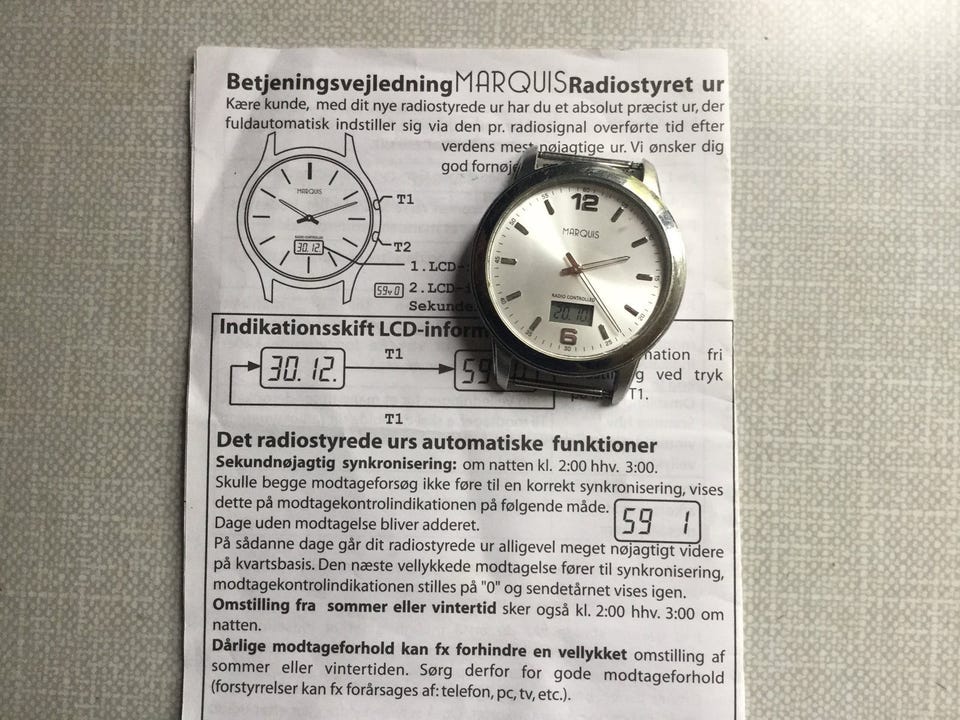 Betjeningsvejledning MARQUIS Radiostyret ur
Kære kunde, med dit nye radiostyrede ur har du et absolut præcist ur, der
fuldautomatisk indstiller sig via den pr. radiosignal overførte tid efter
verdens mest nøjagtige ur. Vi ønsker dig
god
MARQUIS
T1
RADIO CONTROLLED
30.12.
T2
1.LCD-
59v0 2.LCD-
12
MARQUIS
RADIO CONTROLLED
20.10
6
Indikationsskift LCD-
30.12.
T1
59
T1
fri
ved tryk
T1.
Det radiostyrede urs automatiske funktioner
Sekundnøjagtig synkronisering: om natten kl. 2:00 hhv. 3:00.
Skulle begge modtageforsøg ikke føre til en korrekt synkronisering, vises
dette på modtagekontrolindikationen på følgende måde.
Dage uden modtagelse bliver adderet.
59 1
På sådanne dage går dit radiostyrede ur alligevel meget nøjagtigt videre
på kvartsbasis. Den næste vellykkede modtagelse fører til synkronisering,
modtagekontrolindikationen stilles på "0" og sendetårnet vises igen.
Omstilling fra sommer eller vintertid sker også kl. 2:00 hhv. 3:00 om
natten.
Dårlige modtageforhold kan fx forhindre en vellykket omstilling af
sommer eller vintertiden. Sørg derfor for gode modtageforhold
(forstyrrelser kan fx forårsages af: telefon, pc, tv, etc.).